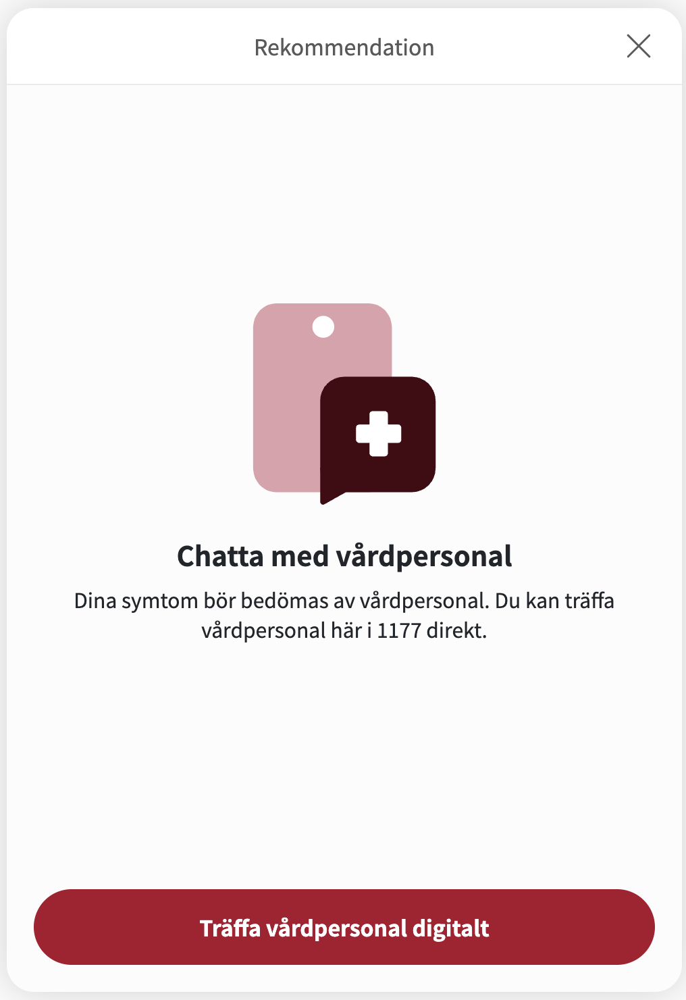 Rekommendation
Chatta med vårdpersonal
Dina symtom bör bedömas av vårdpersonal. Du kan träffa
vårdpersonal här i 1177 direkt.
Träffa vårdpersonal digitalt